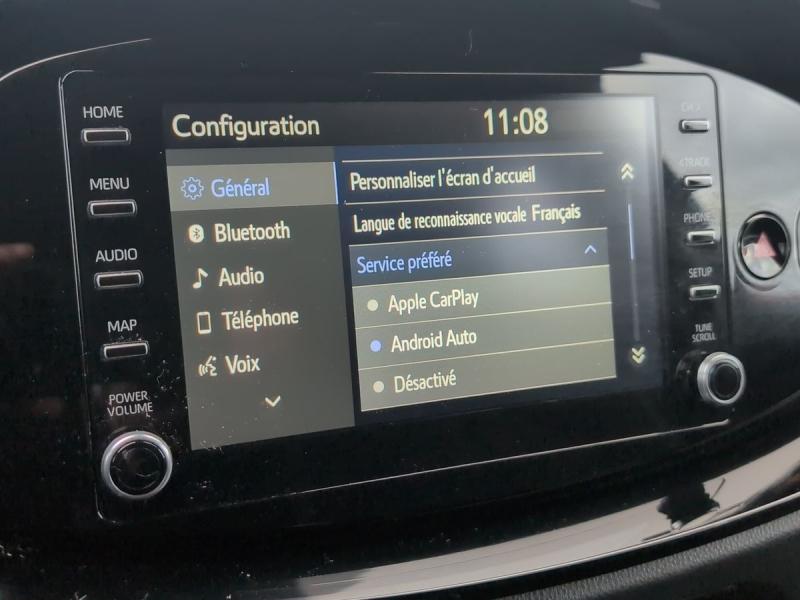 HOME
MENU
AUDIO
MAP
POWER
VOLUME
Configuration
11:08
Général
Bluetooth
Audio
Téléphone
Voix
Personnaliser l'écran d'accueil
Langue de reconnaissance vocale Français
Service préféré
Apple CarPlay
Android Auto
Désactivé
<TRACK
PHONE
SETUP
TUNE
SCROLL